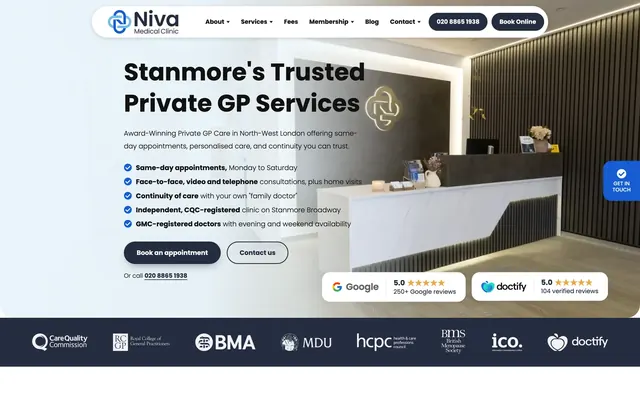 Niva
Medical Clinic
About Services Fees Membership Blog Contact 020 8865 1938 Book Online
Stanmore's Trusted
Private GP Services
Award-Winning Private GP Care in North-West London offering same-
day appointments, personalised care, and continuity you can trust.
Same-day appointments, Monday to Saturday
Face-to-face, video and telephone consultations, plus home visits
Continuity of care with your own 'family doctor'
Independent, CQC-registered clinic on Stanmore Broadway
GMC-registered doctors with evening and weekend availability
GET IN
TOUCH
Book an appointment Contact us
Or call 020 8865 1938
Google 5.0
250+ Google reviews
doctify 5.0
104 verified reviews
CareQuality
Commission
RC
GP
Royal College of
General Practitioners
BMA
MDU
hcpc health & care
professions
council
BMS
British
Menopause
Society
ico.
doctify